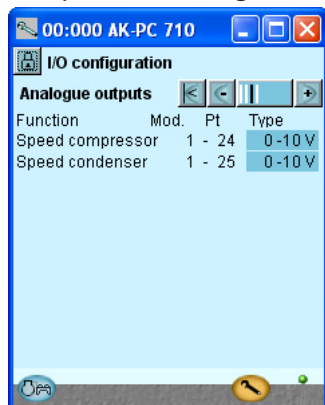 00:000 AK-PC 710
I/O configuration
Analogue outputs
Function Mod. Pt Type
Speed compressor 1 - 24 0-10 V
Speed condenser 1 - 25 0-10 V